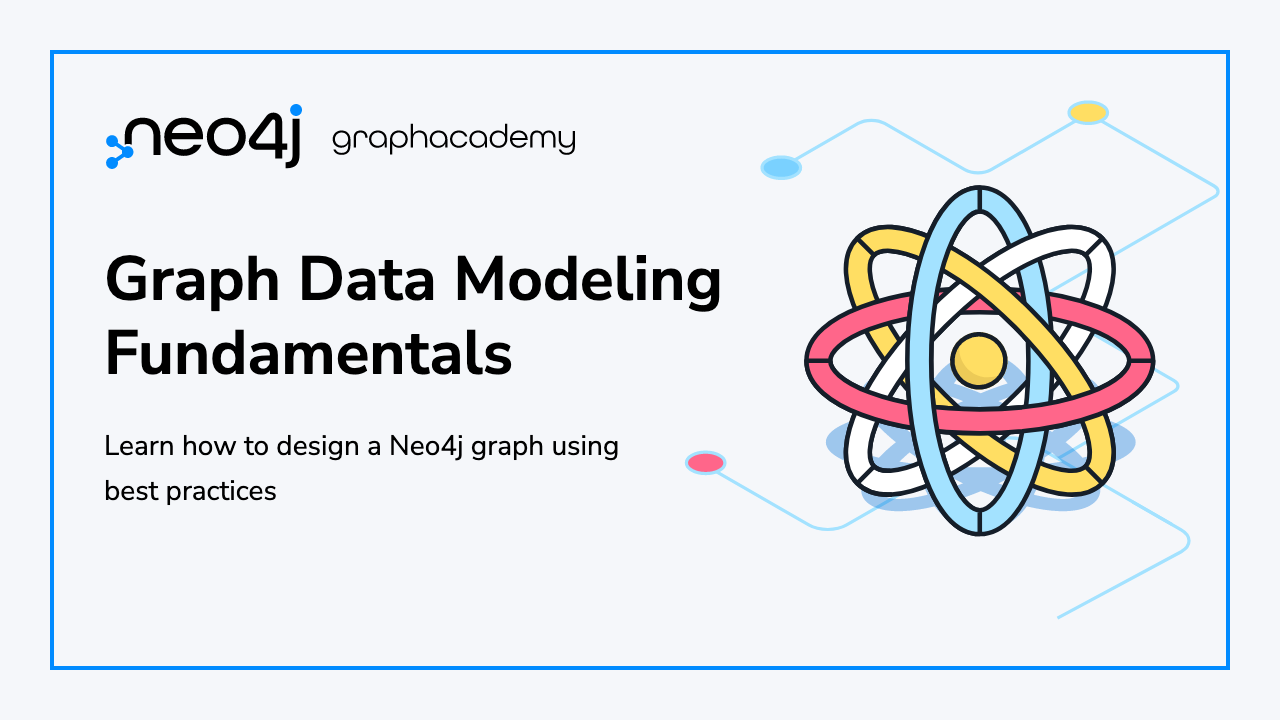 neo4j graphacademy
Graph Data Modeling
Fundamentals
Learn how to design a Neo4j graph using
best practices